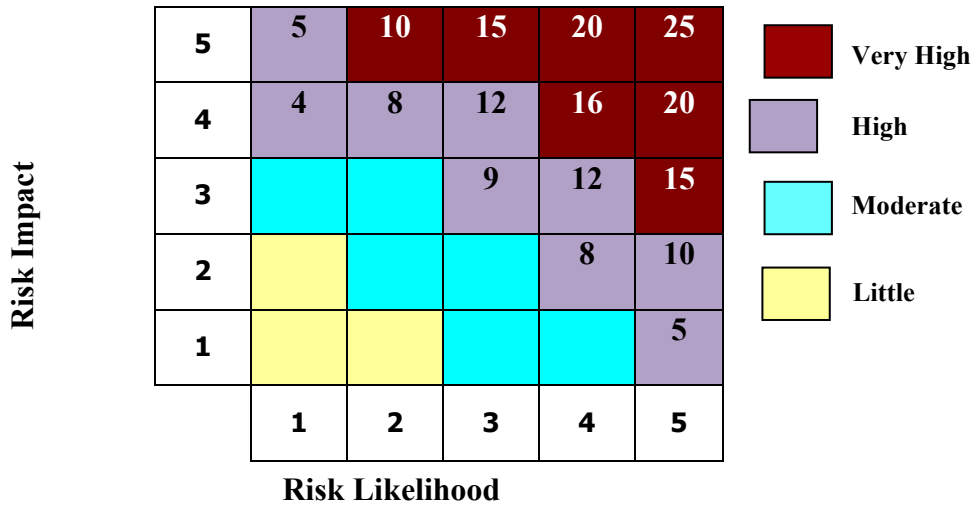 5 5 10 15 20 25
Very High
4 4 8 12 16 20
High
3 9 12 15
Moderate
2 8 10
Little
1 5
1 2 3 4 5
Risk Impact
Risk Likelihood